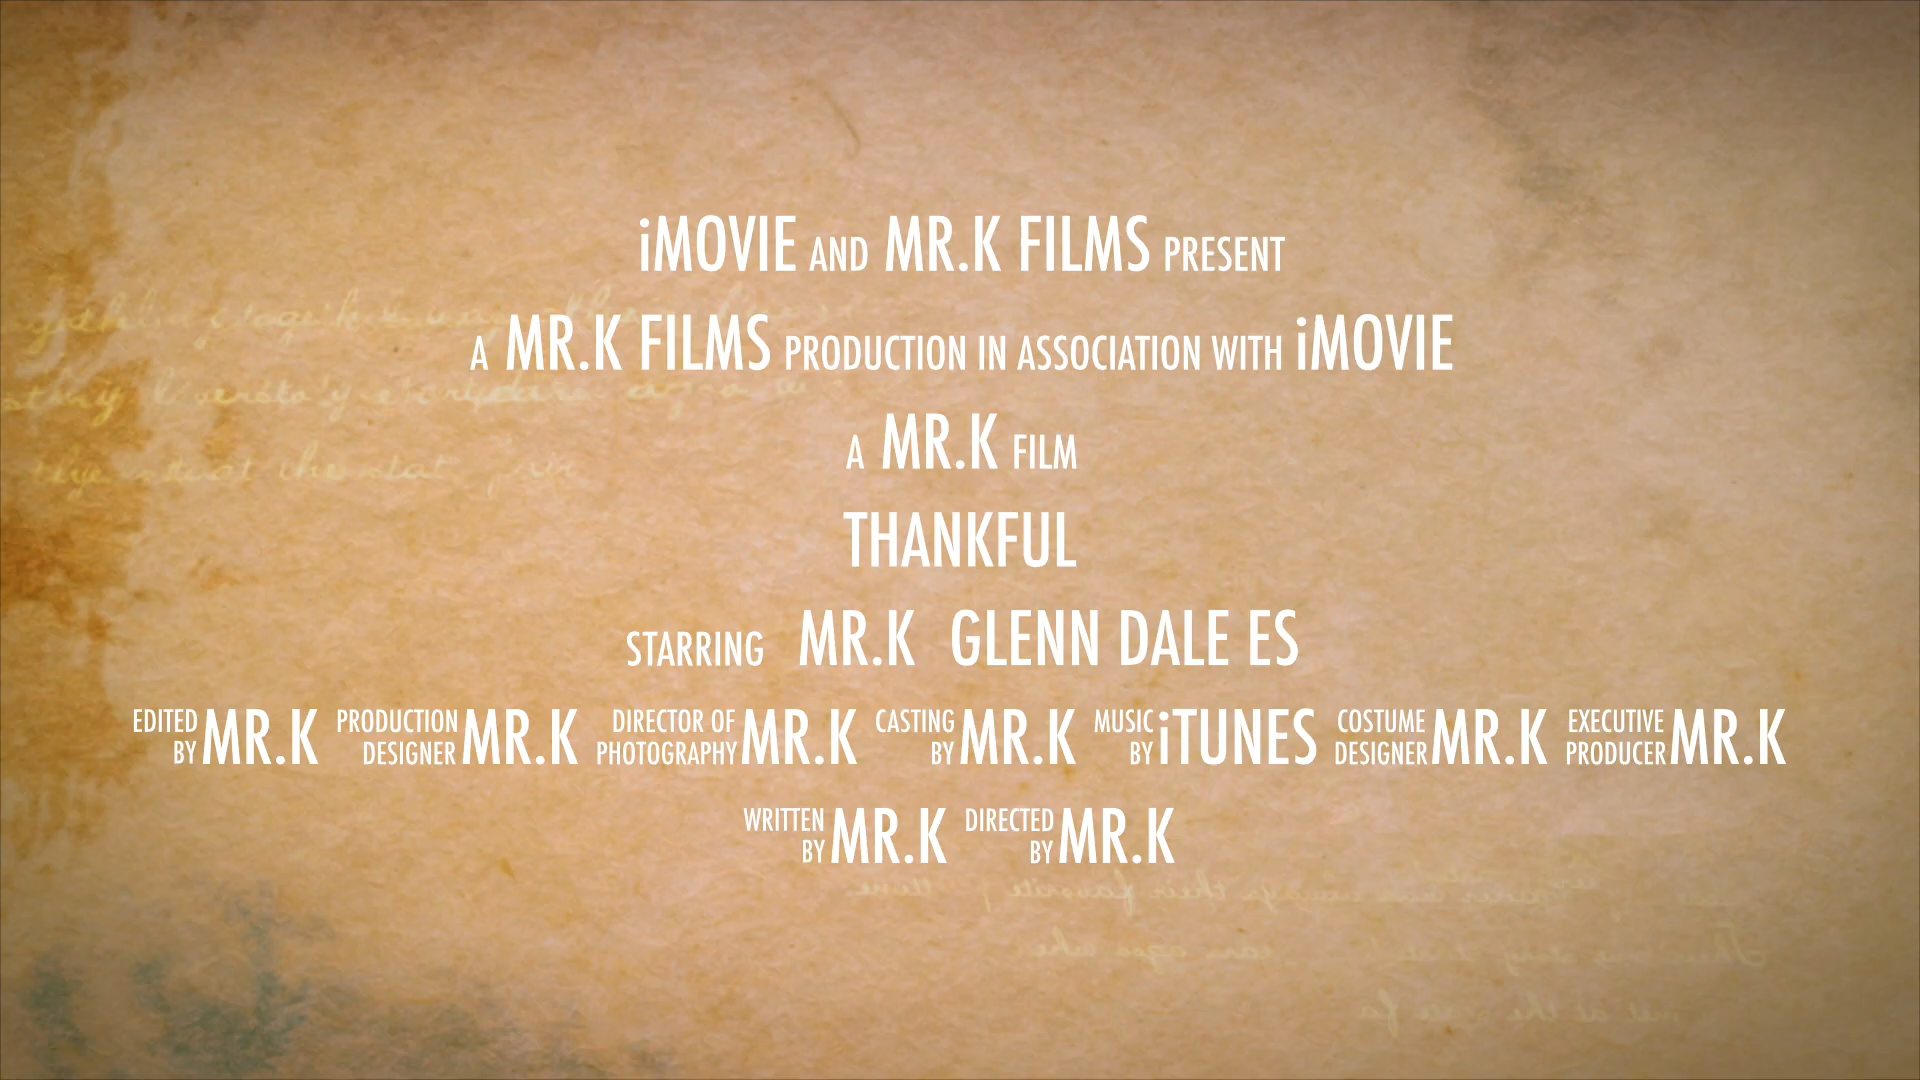 iMOVIE AND MR.K FILMS PRESENT
A MR.K FILMS PRODUCTION IN ASSOCIATION WITH iMOVIE
A MR.K FILM
THANKFUL
STARRING MR.K GLENN DALE ES
EDITED BY MR.K PRODUCTION DESIGNER MR.K DIRECTOR OF PHOTOGRAPHY MR.K CASTING BY MR.K MUSIC BY iTUNES COSTUME DESIGNER MR.K EXECUTIVE PRODUCER MR.K
WRITTEN BY MR.K DIRECTED BY MR.K